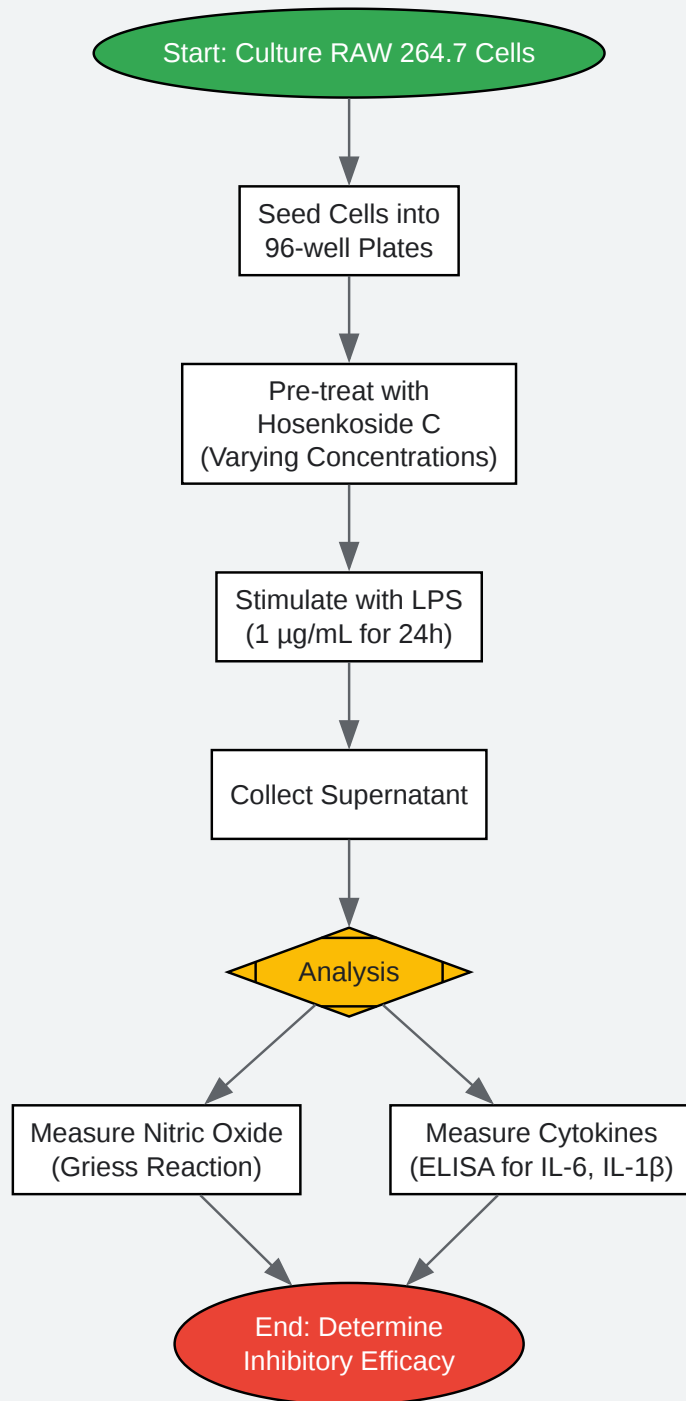 Start: Culture RAW 264.7 Cells
Seed Cells into
96-well Plates
Pre-treat with
Hosenkoside C
(Varying Concentrations)
Stimulate with LPS
(1 µg/mL for 24h)
Collect Supernatant
Analysis
Measure Nitric Oxide
(Griess Reaction)
Measure Cytokines
(ELISA for IL-6, IL-1β)
End: Determine
Inhibitory Efficacy